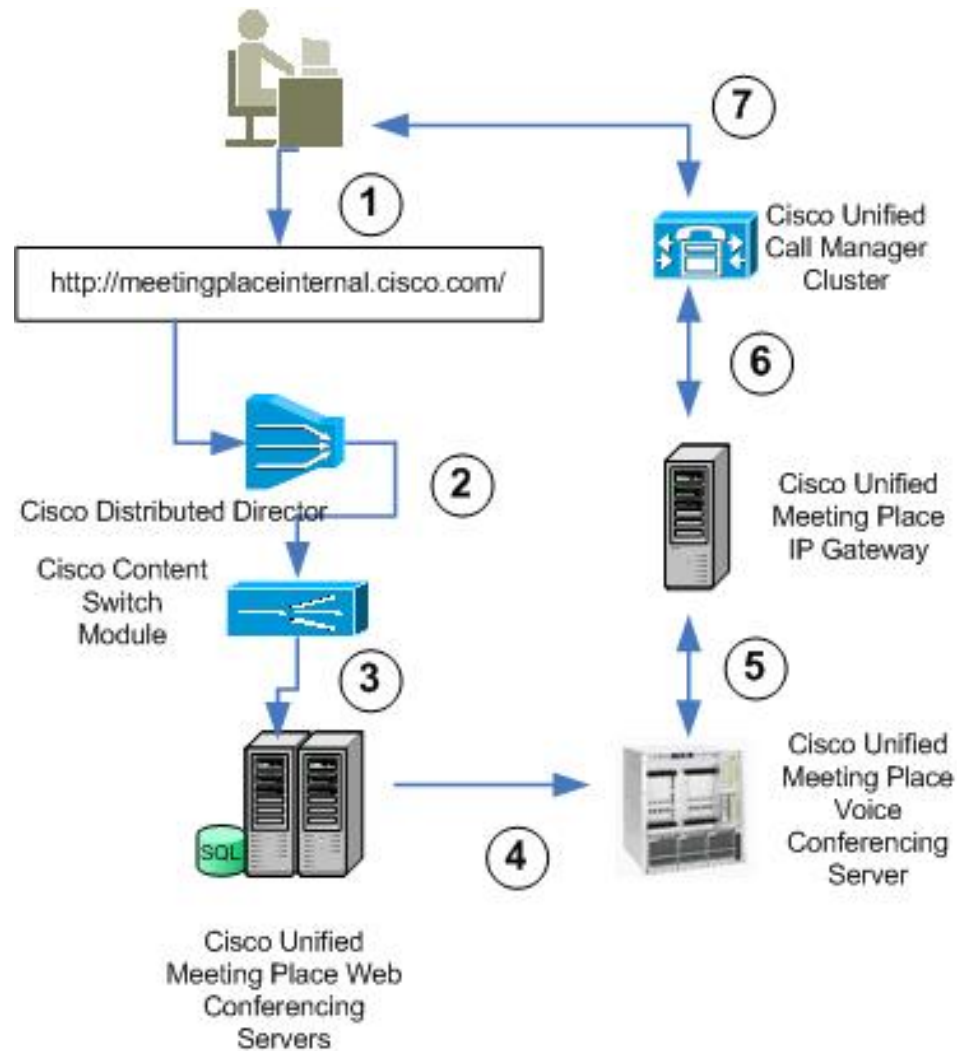 7
1
Cisco Unified
Call Manager
Cluster
http://meetingplaceinternal.cisco.com/
6
2
Cisco Distributed Director
Cisco Unified
Meeting Place
IP Gateway
Cisco Content
Switch
Module
3
5
Cisco Unified
Meeting Place
Voice
Conferencing
Server
SQL
4
Cisco Unified
Meeting Place Web
Conferencing
Servers